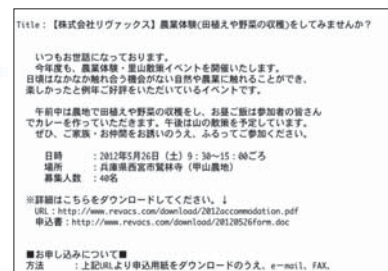 Title：【株式会社リヴァックス】農業体験(田植えや野菜の収穫)をしてみませんか？
いつもお世話になっております。
今年度も、農業体験・里山散策イベントを開催いたします。
日頃はなかなか触れ合う機会がない自然や農業に触れることができ、
楽しかったと例年ご好評をいただいているイベントです。
午前中は農地で田植えや野菜の収穫をし、お昼ご飯は参加者の皆さん
でカレーを作っていただきます。午後は山の散策を予定しています。
ぜひ、ご家族・お仲間をお誘いのうえ、ふるってご参加ください。
日時　　：2012年5月26日（土）9：30〜15：00ごろ
場所　　：兵庫県西宮市鷲林寺（甲山農地）
募集人数：40名
※詳細はこちらをダウンロードしてください。↓
URL：http://www.revacs.com/download/2012accommodation.pdf
申込書：http://www.revacs.com/download/20120526form.doc
■お申し込みについて■
方法　　：上記URLより申込用紙をダウンロードのうえ、e-mail、FAX、